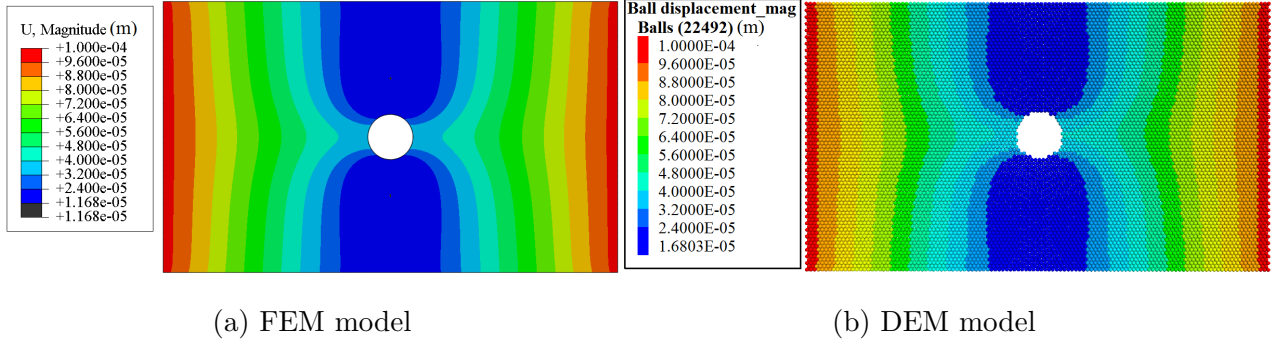 U, Magnitude (m)
+1.000e-04
+9.600e-05
+8.800e-05
+8.000e-05
+7.200e-05
+6.400e-05
+5.600e-05
+4.800e-05
+4.000e-05
+3.200e-05
+2.400e-05
+1.168e-05
+1.168e-05
Ball displacement_mag
Balls (22492) (m)
1.0000E-04
9.6000E-05
8.8000E-05
8.0000E-05
7.2000E-05
6.4000E-05
5.6000E-05
4.8000E-05
4.0000E-05
3.2000E-05
2.4000E-05
1.6803E-05
(a) FEM model
(b) DEM model